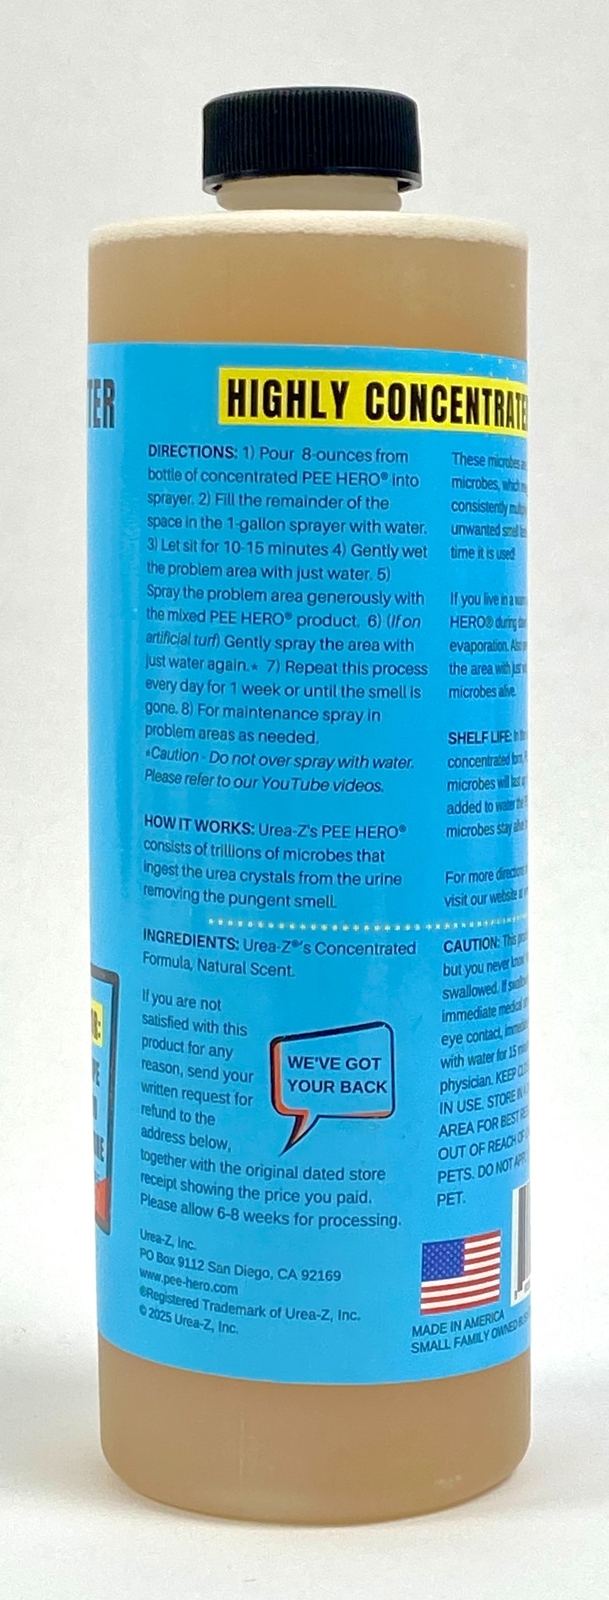 TER
HIGHLY CONCENTRATE
DIRECTIONS: 1) Pour 8-ounces from
bottle of concentrated PEE HERO® into
sprayer. 2) Fill the remainder of the
space in the 1-gallon sprayer with water.
3) Let sit for 10-15 minutes 4) Gently wet
the problem area with just water. 5)
Spray the problem area generously with
the mixed PEE HERO® product. 6) (If on
artificial turf) Gently spray the area with
just water again.* 7) Repeat this process
every day for 1 week or until the smell is
gone. 8) For maintenance spray in
problem areas as needed.
*Caution - Do not over spray with water.
Please refer to our YouTube videos.
HOW IT WORKS: Urea-Z's PEE HERO®
consists of trillions of microbes that
ingest the urea crystals from the urine
removing the pungent smell.
INGREDIENTS: Urea-Z®'s Concentrated
Formula, Natural Scent.
If you are not
satisfied with this
product for any
reason, send your
written request for
refund to the
address below,
together with the original dated store
receipt showing the price you paid.
Please allow 6-8 weeks for processing.
WE'VE GOT
YOUR BACK
Urea-Z, Inc.
PO Box 9112 San Diego, CA 92169
www.pee-hero.com
®Registered Trademark of Urea-Z, Inc.
© 2025 Urea-Z, Inc.
These microbes
microbes, which
consistently
unwanted smell
time it is used!
If you live in a
HERO® during
evaporation.
the area with just
microbes alive.
SHELF LIFE: In
concentrated form,
microbes will last
added to water the
microbes stay alive
For more directions
visit our website
CAUTION: This
but you never know
swallowed. If
immediate medical
eye contact,
with water for 15
physician. KEEP
IN USE. STORE IN A
AREA FOR BEST
OUT OF REACH OF
PETS. DO NOT
PET.
MADE IN AMERICA
SMALL FAMILY OWNED